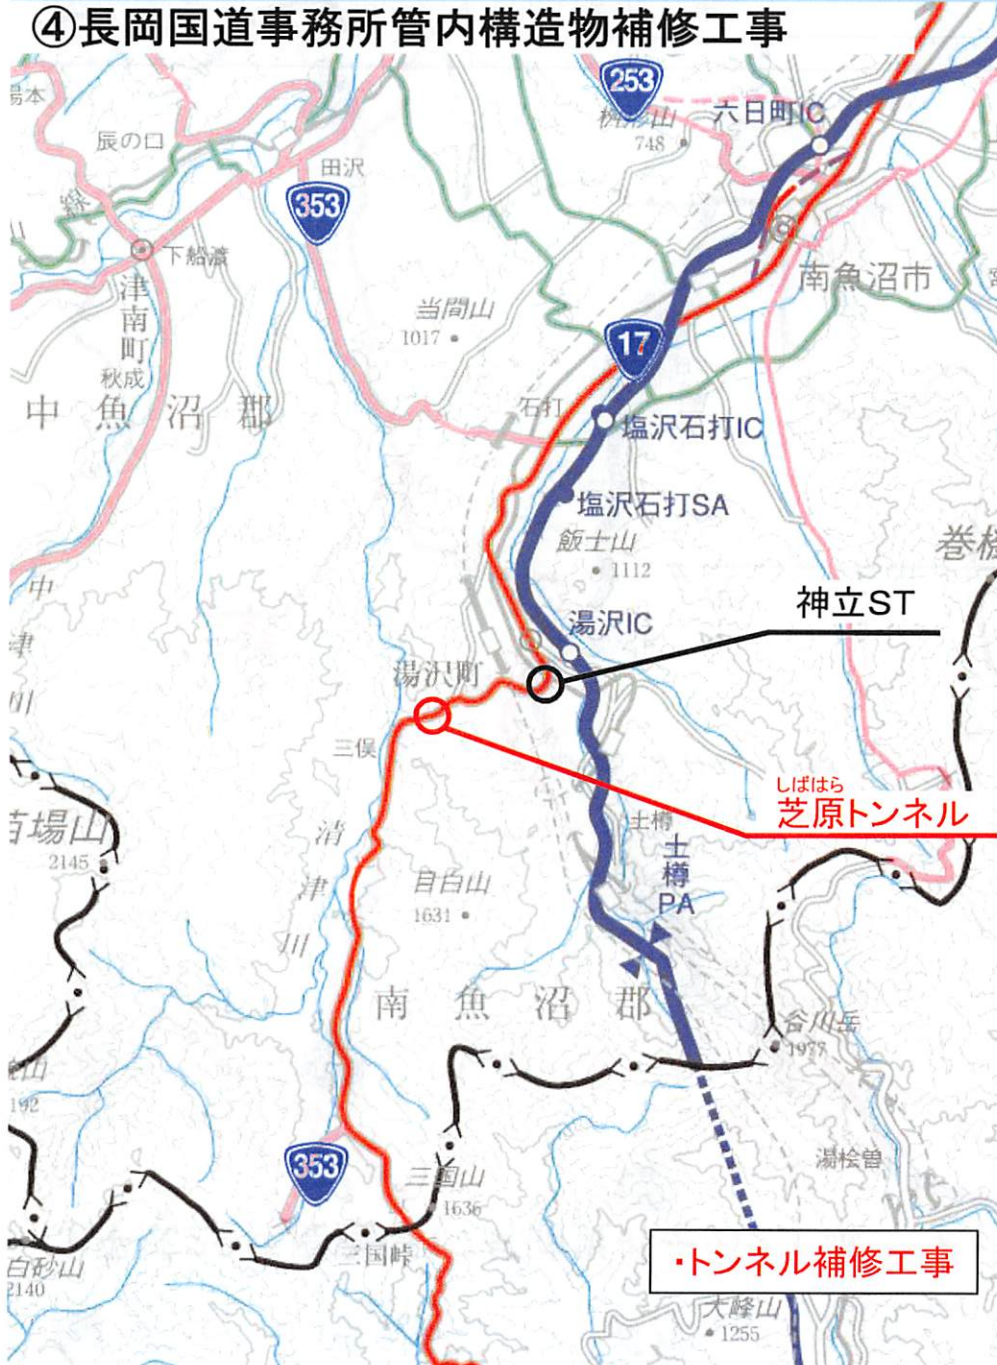 ④長岡国道事務所管内構造物補修工事
253
六日町IC
748
辰の口
田沢
353
下船渡
津南町
南魚沼市
当間山
1017
17
秋成
中魚沼郡
石打
塩沢石打IC
塩沢石打SA
飯士山
1112
巻機
神立ST
湯沢IC
中津川
湯沢町
三俣
しばはら
芝原トンネル
土樽
苗場山
2145
清津川
土樽PA
目白山
1631
南魚沼郡
谷川岳
1977
192
353
湯桧曽
三国山
1636
三国峠
・トンネル補修工事
白砂山
2140
大峰山
1255